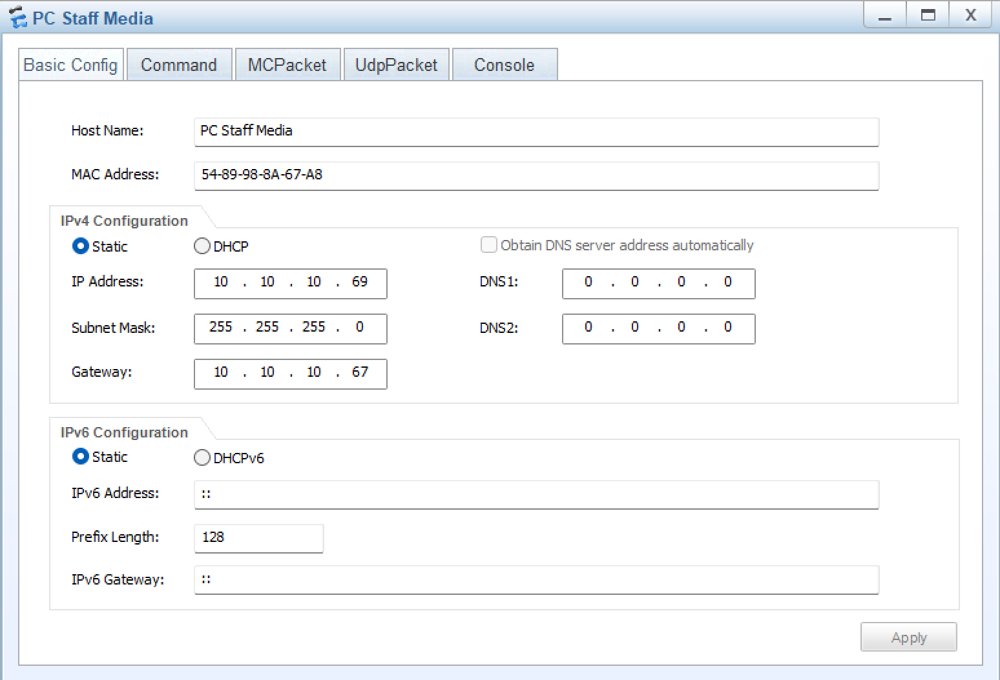 PC Staff Media
X
Basic Config Command MCPacket UdpPacket Console
Host Name: PC Staff Media
MAC Address: 54-89-98-8A-67-A8
IPv4 Configuration
Static DHCP Obtain DNS server address automatically
IP Address: 10 . 10 . 10 . 69 DNS1: 0 . 0 . 0 . 0
Subnet Mask: 255 . 255 . 255 . 0 DNS2: 0 . 0 . 0 . 0
Gateway: 10 . 10 . 10 . 67
IPv6 Configuration
Static DHCPv6
IPv6 Address: ::
Prefix Length: 128
IPv6 Gateway: ::
Apply